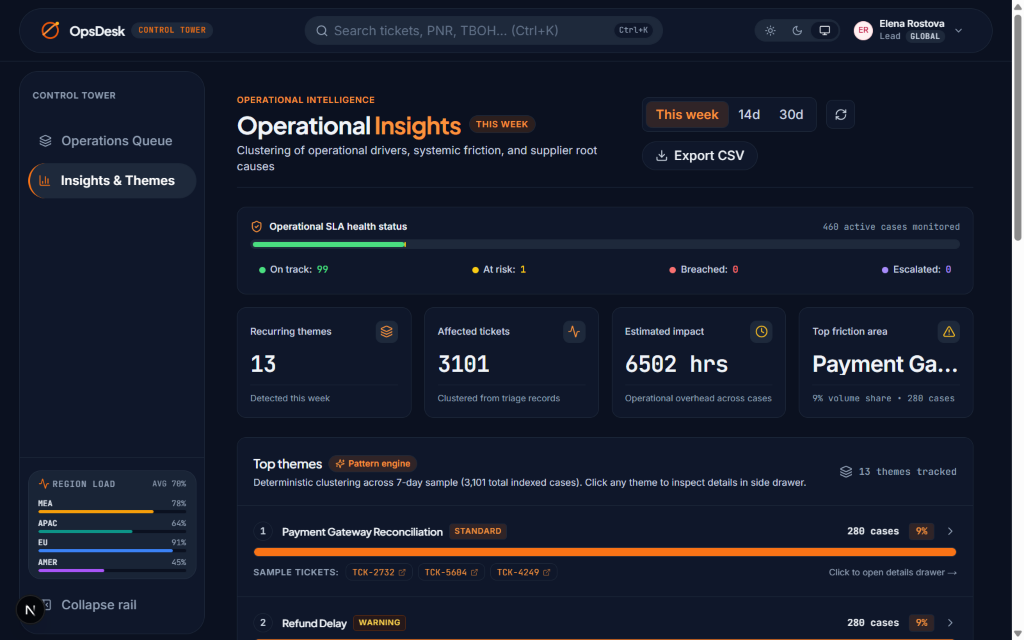 OpsDesk CONTROL TOWER
Search tickets, PNR, TBOH... (Ctrl+K) Ctrl+K
ER Elena Rostova
Lead GLOBAL
CONTROL TOWER
Operations Queue
Insights & Themes
REGION LOAD AVG 70%
MEA 78%
APAC 64%
EU 91%
AMER 45%
N Collapse rail
OPERATIONAL INTELLIGENCE
Operational Insights THIS WEEK
Clustering of operational drivers, systemic friction, and supplier root
causes
This week 14d 30d
Export CSV
Operational SLA health status 460 active cases monitored
On track: 99 At risk: 1 Breached: 0 Escalated: 0
Recurring themes
13
Detected this week
Affected tickets
3101
Clustered from triage records
Estimated impact
6502 hrs
Operational overhead across cases
Top friction area
Payment Ga...
9% volume share • 280 cases
Top themes Pattern engine 13 themes tracked
Deterministic clustering across 7-day sample (3,101 total indexed cases). Click any theme to inspect details in side drawer.
1 Payment Gateway Reconciliation STANDARD 280 cases 9%
SAMPLE TICKETS: TCK-2732 TCK-5604 TCK-4249 Click to open details drawer →
2 Refund Delay WARNING 280 cases 9%